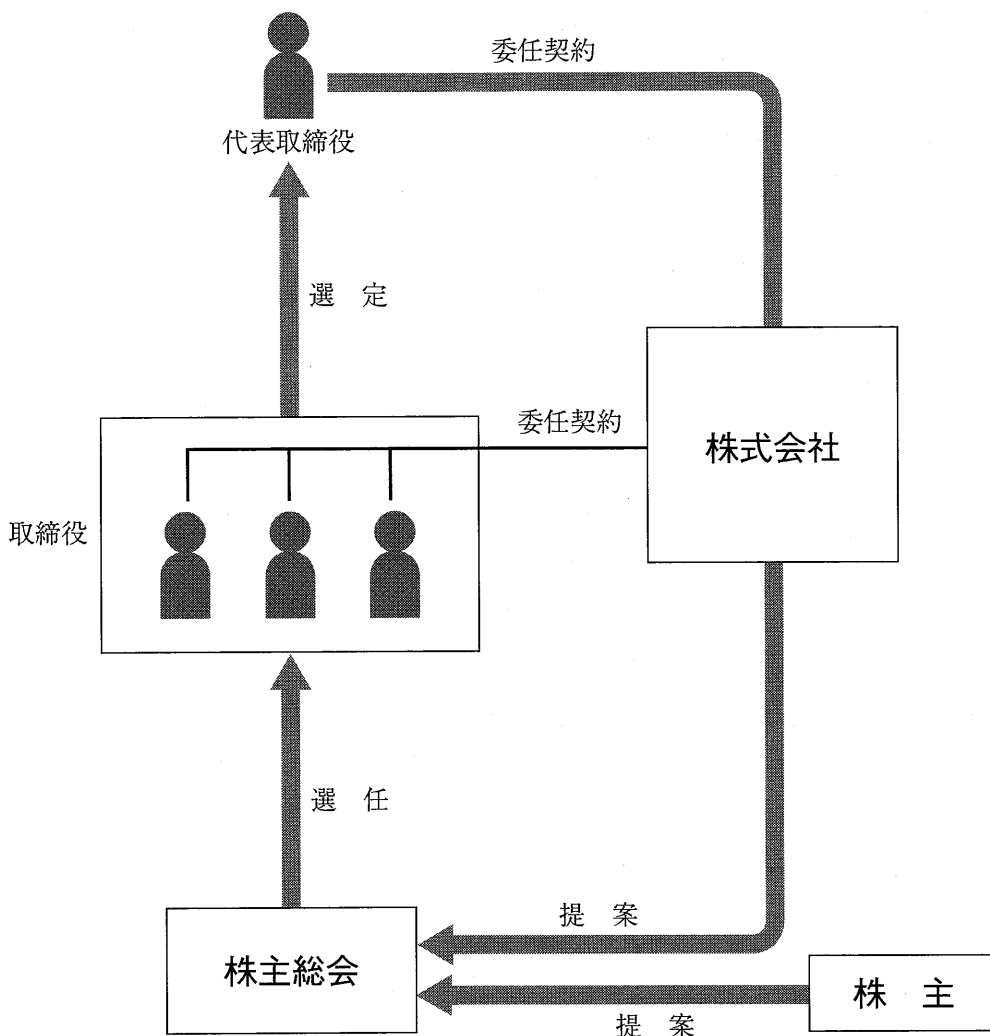 委任契約
代表取締役
選 定
委任契約
株式会社
取締役
選 任
提 案
株主総会
株 主
提 案